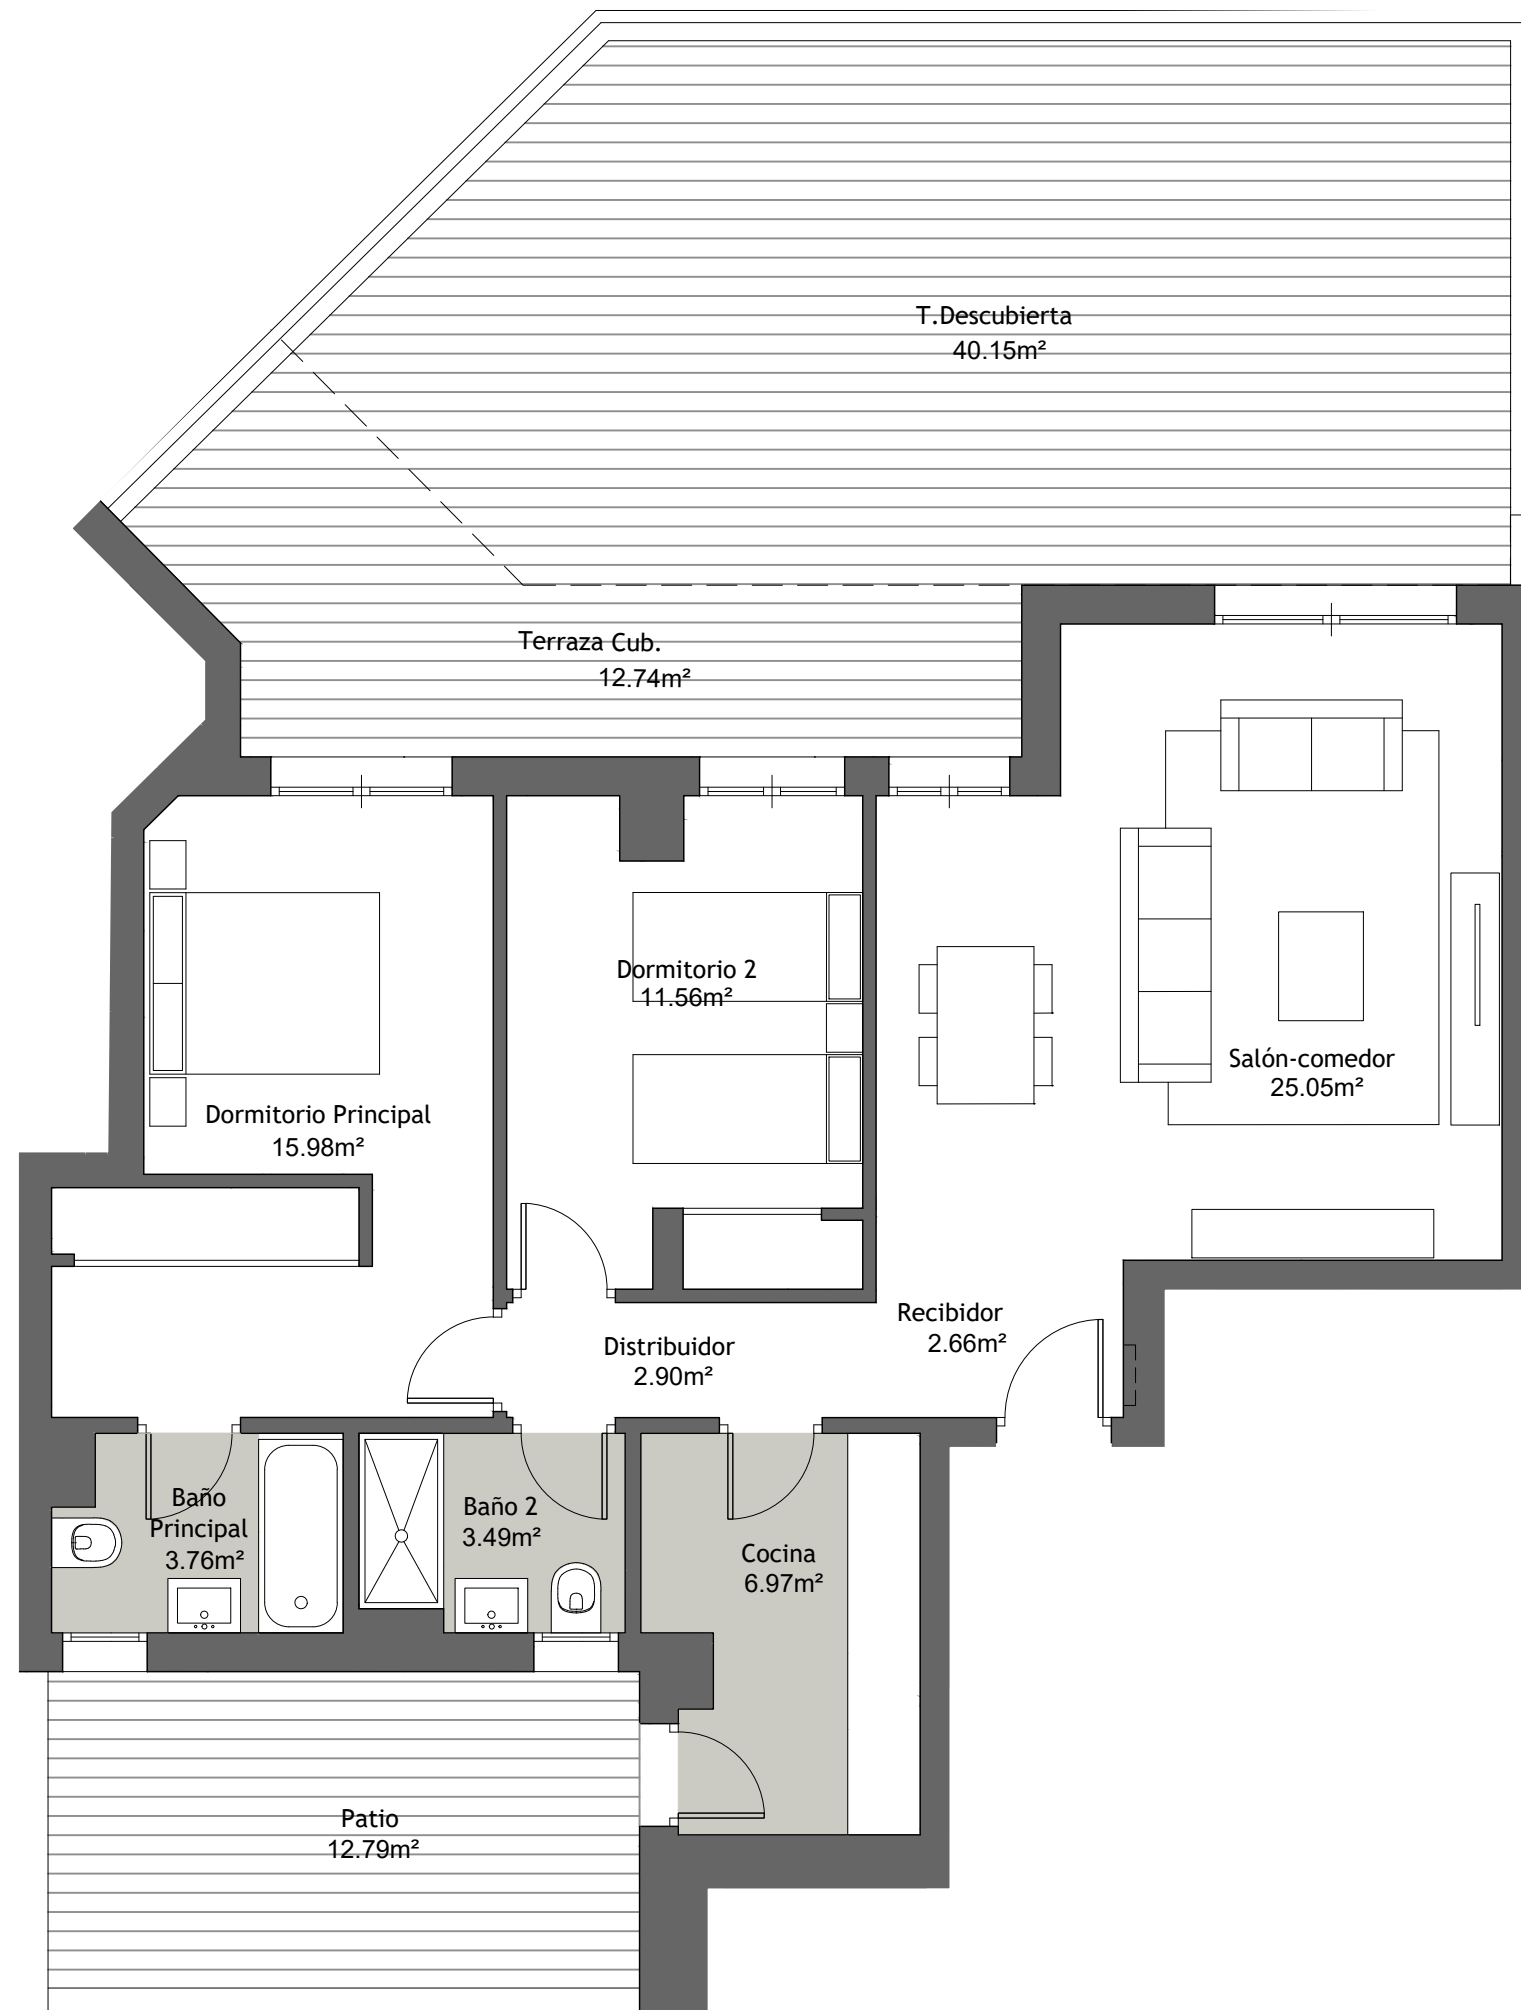 T.Descubierta
40.15m²
Terraza Cub.
12.74m²
Dormitorio 2
11.56m²
Salón-comedor
25.05m²
Dormitorio Principal
15.98m²
Recibidor
2.66m²
Distribuidor
2.90m²
Baño
Principal
3.76m²
Baño 2
3.49m²
Cocina
6.97m²
Patio
12.79m²